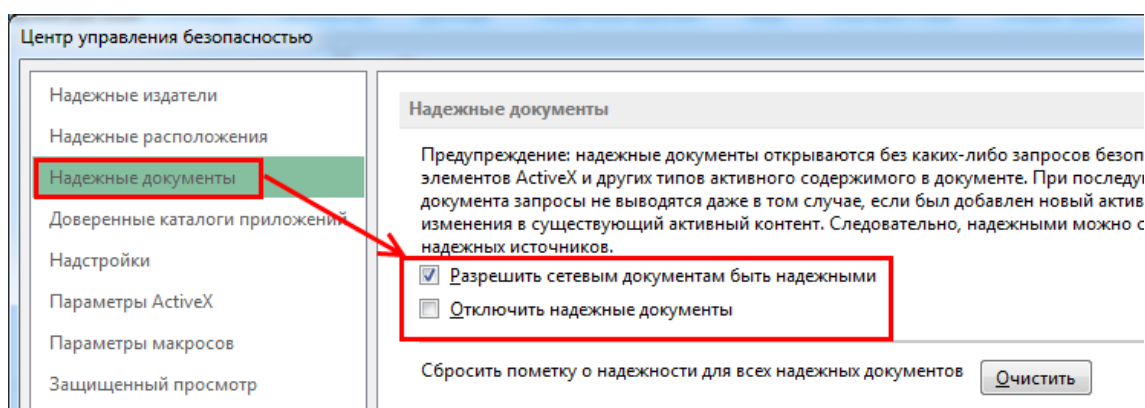 Центр управления безопасностью
Надежные издатели
Надежные расположения
Надежные документы
Доверенные каталоги приложений
Надстройки
Параметры ActiveX
Параметры макросов
Защищенный просмотр
Надежные документы
Предупреждение: надежные документы открываются без каких-либо запросов
элементов ActiveX и других типов активного содержимого в документе. При
документа запросы не выводятся даже в том случае, если был добавлен новый
изменения в существующий активный контент. Следовательно, надежными можно
надежных источников.
Разрешить сетевым документам быть надежными
Отключить надежные документы
Сбросить пометку о надежности для всех надежных документов
Очистить